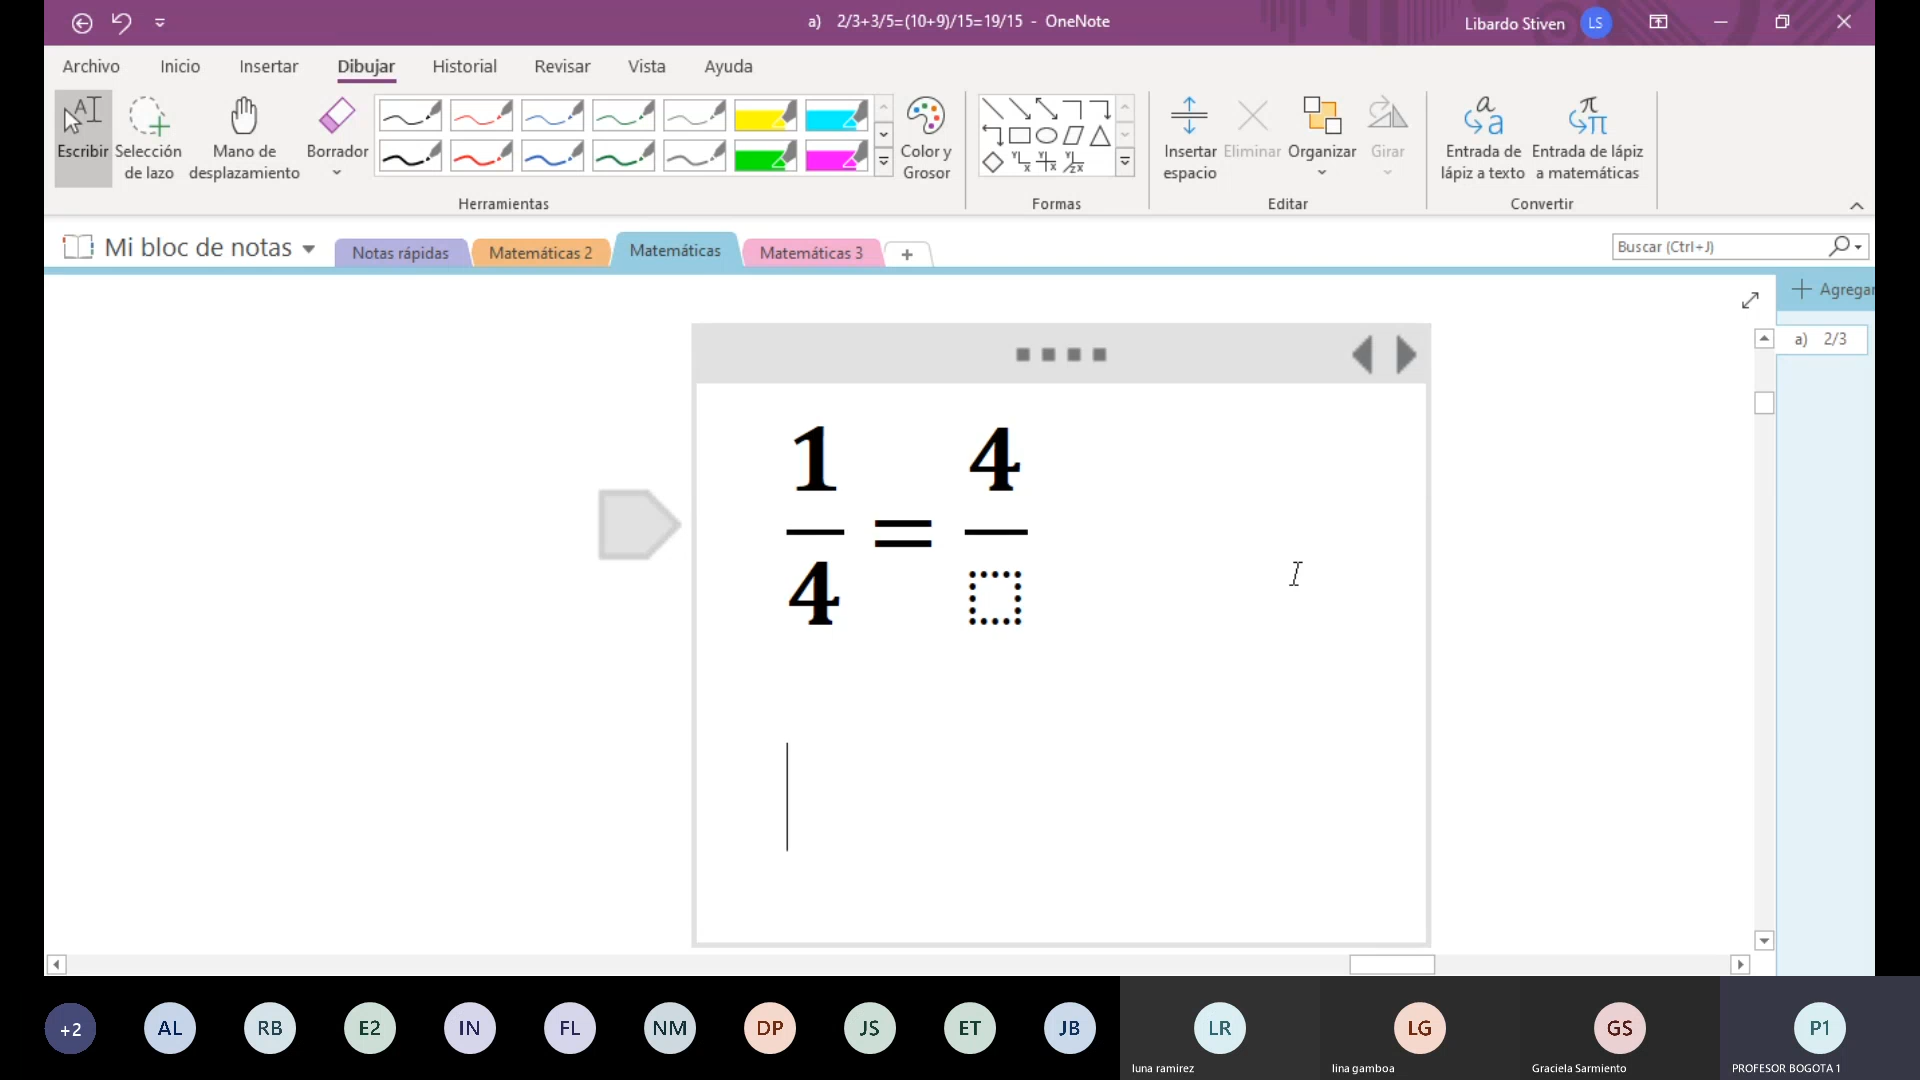 a) 2/3+3/5=(10+9)/15=19/15 - OneNote
Libardo Stiven LS
Archivo Inicio Insertar Dibujar Historial Revisar Vista Ayuda
Escribir
Selección de lazo
Mano de desplazamiento
Borrador
Color y Grosor
Insertar espacio
Eliminar
Organizar
Girar
Entrada de lápiz a texto
Entrada de lápiz a matemáticas
Herramientas Formas Editar Convertir
Mi bloc de notas Notas rápidas Matemáticas 2 Matemáticas Matemáticas 3 +
Buscar (Ctrl+J)
Agregar
a) 2/3
1 4
=
4
+2 AL RB E2 IN FL NM DP JS ET JB LR LG GS P1
luna ramirez lina gamboa Graciela Sarmiento PROFESOR BOGOTA 1